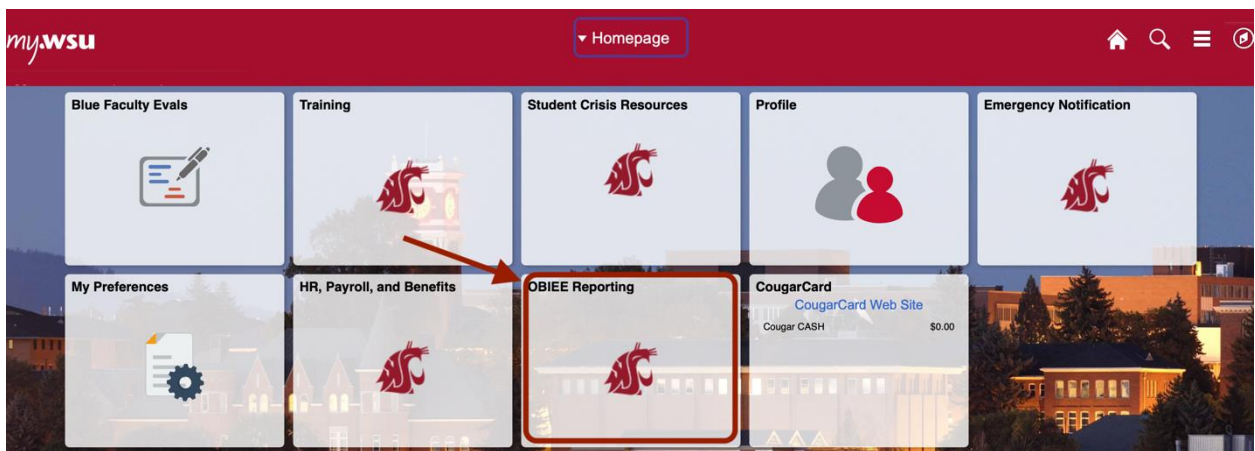 my.wsu
Homepage
Blue Faculty Evals
Training
Student Crisis Resources
Profile
Emergency Notification
My Preferences
HR, Payroll, and Benefits
OBIEE Reporting
CougarCard
CougarCard Web Site
Cougar CASH $0.00